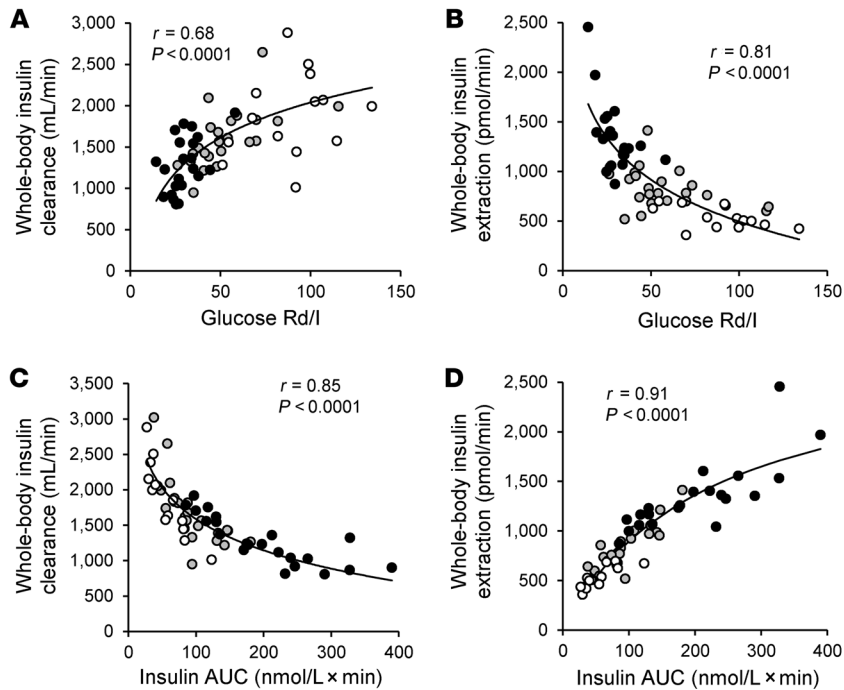 A
r = 0.68
P < 0.0001
Whole-body insulin
clearance (mL/min)
3,000
2,500
2,000
1,500
1,000
500
0
0 50 100 150
Glucose Rd/I
B
r = 0.81
P < 0.0001
Whole-body insulin
extraction (pmol/min)
2,500
2,000
1,500
1,000
500
0
0 50 100 150
Glucose Rd/I
C
r = 0.85
P < 0.0001
Whole-body insulin
clearance (mL/min)
3,500
3,000
2,500
2,000
1,500
1,000
500
0
0 100 200 300 400
Insulin AUC (nmol/L × min)
D
r = 0.91
P < 0.0001
Whole-body insulin
extraction (pmol/min)
2,500
2,000
1,500
1,000
500
0
0 100 200 300 400
Insulin AUC (nmol/L × min)